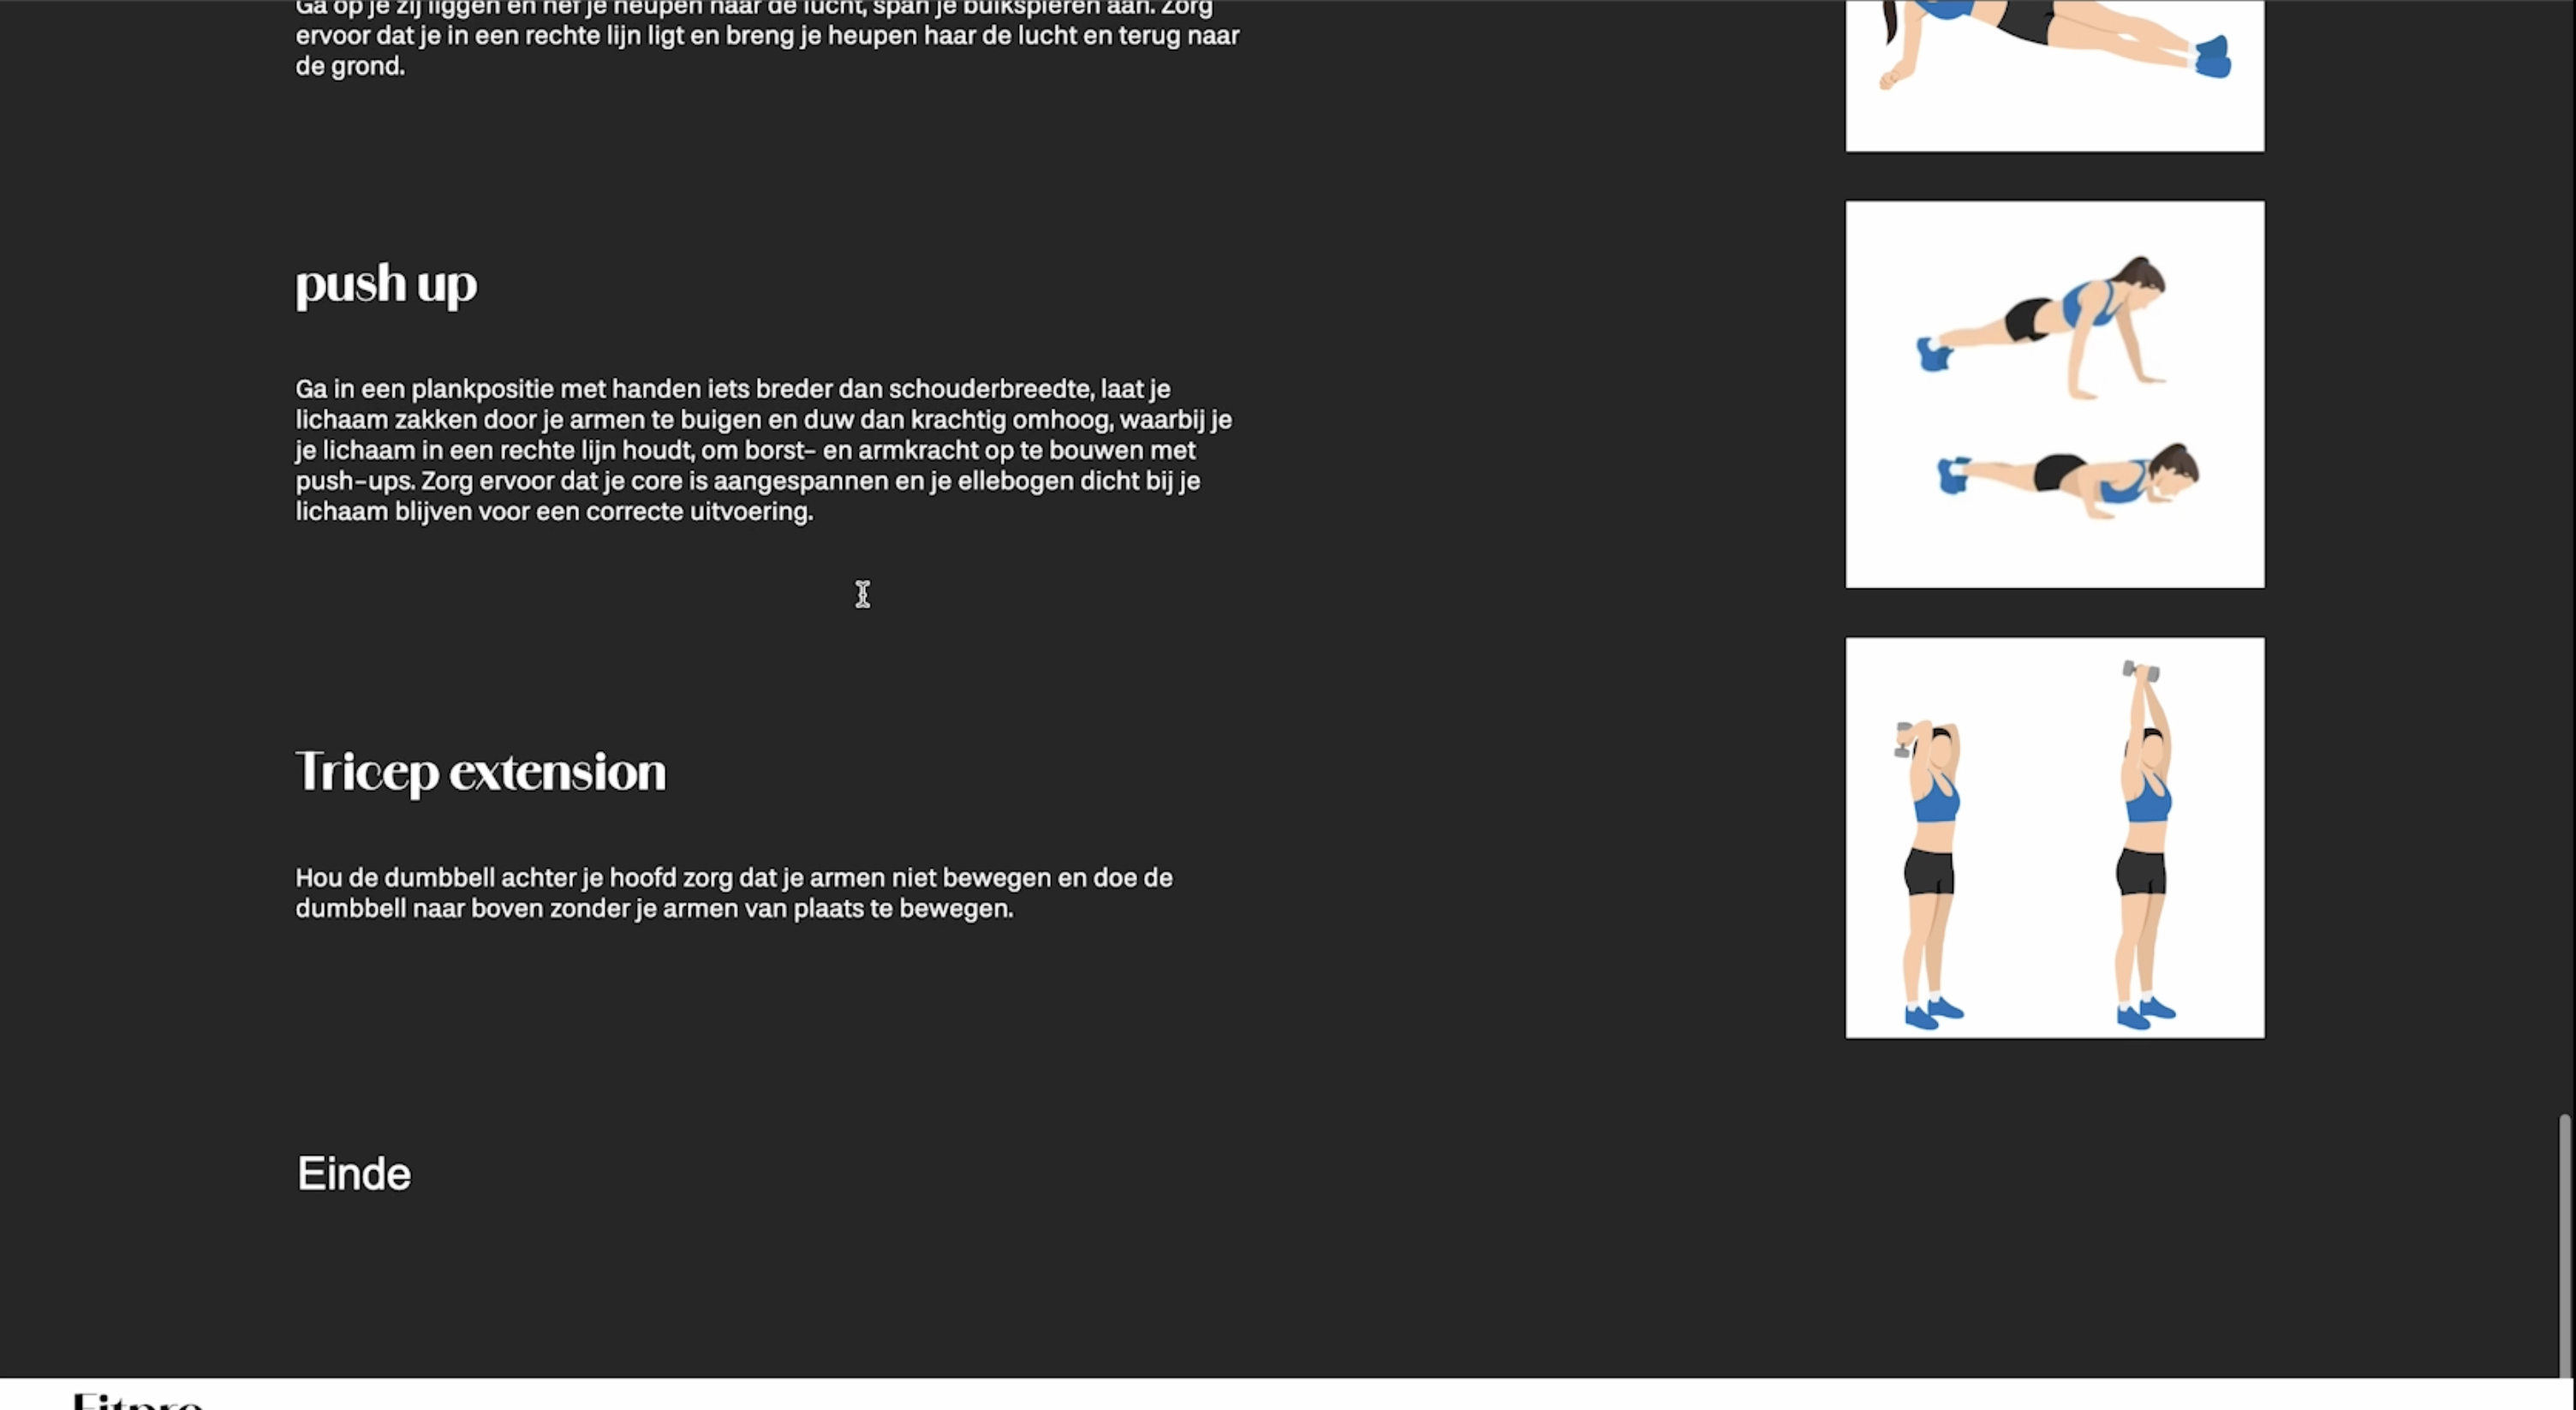 Ga op je zij liggen en hef je heupen naar de lucht, span je buikspieren aan. Zorg
ervoor dat je in een rechte lijn ligt en breng je heupen haar de lucht en terug naar
de grond.
push up
Ga in een plankpositie met handen iets breder dan schouderbreedte, laat je
lichaam zakken door je armen te buigen en duw dan krachtig omhoog, waarbij je
je lichaam in een rechte lijn houdt, om borst- en armkracht op te bouwen met
push-ups. Zorg ervoor dat je core is aangespannen en je ellebogen dicht bij je
lichaam blijven voor een correcte uitvoering.
Tricep extension
Hou de dumbbell achter je hoofd zorg dat je armen niet bewegen en doe de
dumbbell naar boven zonder je armen van plaats te bewegen.
Einde
Fitpro